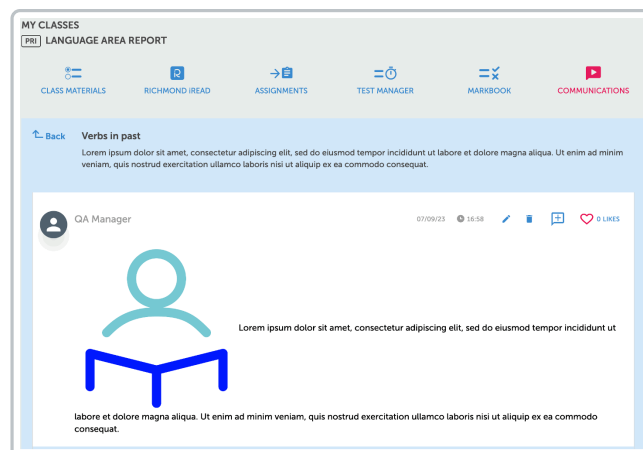 MY CLASSES
PRI LANGUAGE AREA REPORT
CLASS MATERIALS
RICHMOND iREAD
ASSIGNMENTS
TEST MANAGER
MARKBOOK
COMMUNICATIONS
Back
Verbs in past
Lorem ipsum dolor sit amet, consectetur adipiscing elit, sed do eiusmod tempor incididunt ut labore et dolore magna aliqua. Ut enim ad minim
veniam, quis nostrud exercitation ullamco laboris nisi ut aliquip ex ea commodo consequat.
QA Manager
07/09/23 16:58 0 LIKES
Lorem ipsum dolor sit amet, consectetur adipiscing elit, sed do eiusmod tempor incididunt ut
labore et dolore magna aliqua. Ut enim ad minim veniam, quis nostrud exercitation ullamco laboris nisi ut aliquip ex ea commodo
consequat.